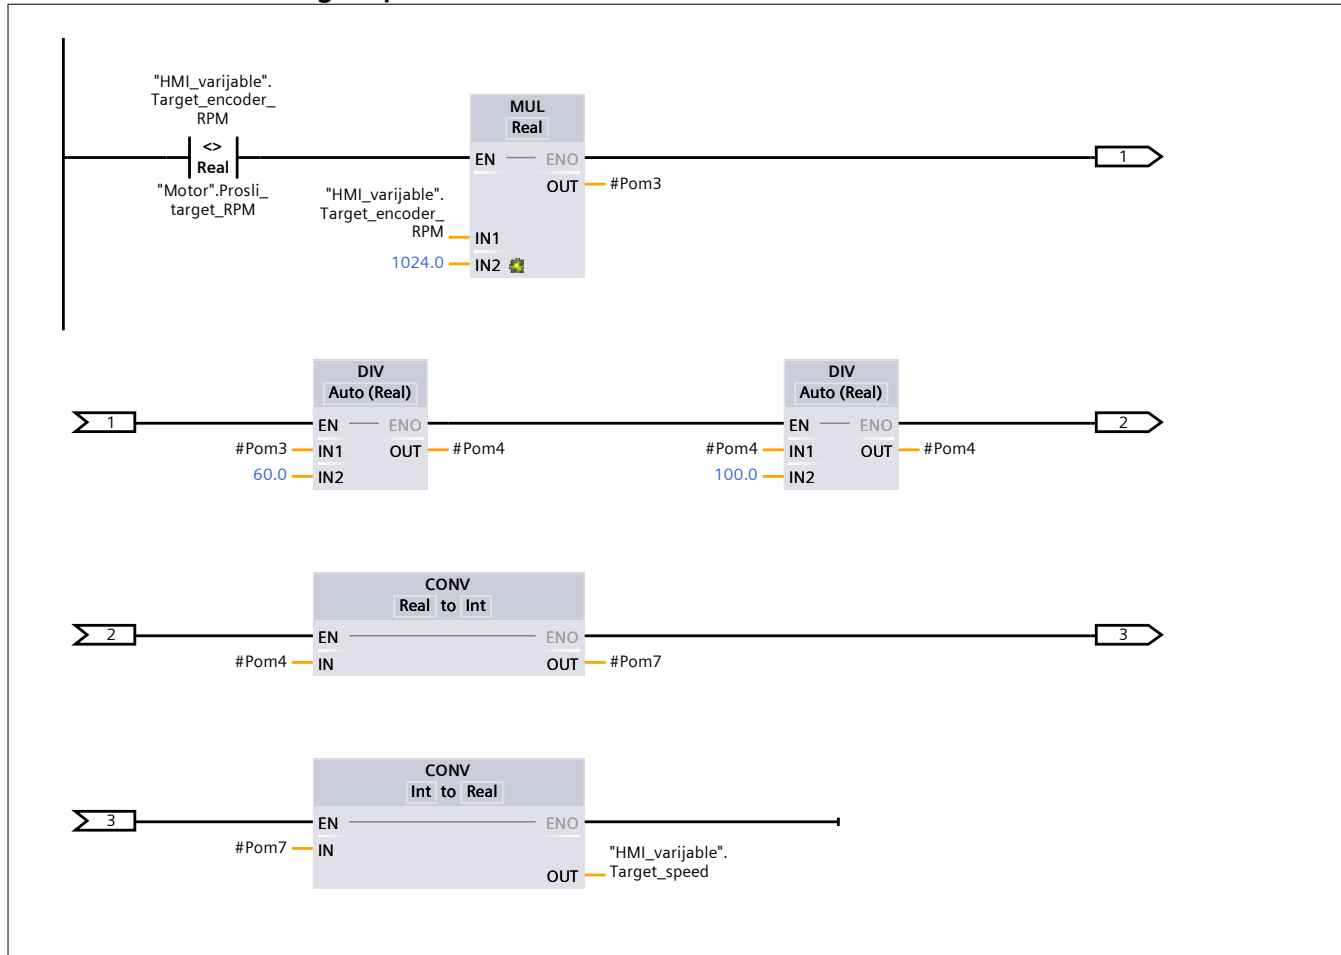 "HMI_varijable".
Target_encoder_
RPM
<>
Real
"Motor".Prosli_
target_RPM
MUL
Real
EN
ENO
OUT
#Pom3
"HMI_varijable".
Target_encoder_
RPM
IN1
1024.0
IN2
1
1
DIV
Auto (Real)
EN
ENO
#Pom3
IN1
OUT
#Pom4
60.0
IN2
DIV
Auto (Real)
EN
ENO
#Pom4
IN1
OUT
#Pom4
100.0
IN2
2
2
CONV
Real to Int
EN
ENO
#Pom4
IN
OUT
#Pom7
3
3
CONV
Int to Real
EN
ENO
#Pom7
IN
OUT
"HMI_varijable".
Target_speed